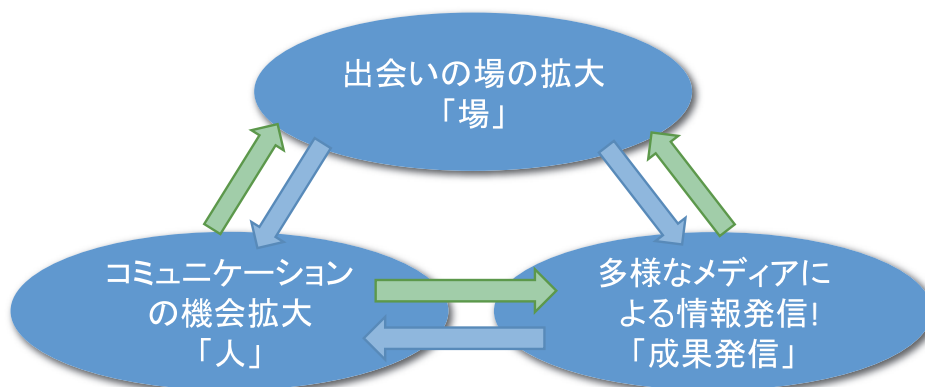 出会いの場の拡大
「場」
コミュニケーション
の機会拡大
「人」
多様なメディアに
よる情報発信!
「成果発信」